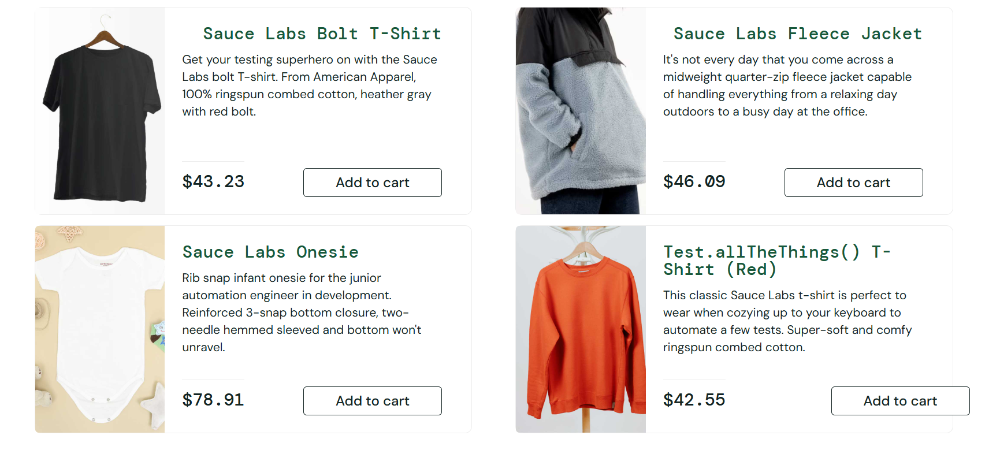 Sauce Labs Bolt T-Shirt
Get your testing superhero on with the Sauce
Labs bolt T-shirt. From American Apparel,
100% ringspun combed cotton, heather gray
with red bolt.
$43.23
Add to cart
Sauce Labs Fleece Jacket
It's not every day that you come across a
midweight quarter-zip fleece jacket capable
of handling everything from a relaxing day
outdoors to a busy day at the office.
$46.09
Add to cart
Sauce Labs Onesie
Rib snap infant onesie for the junior
automation engineer in development.
Reinforced 3-snap bottom closure, two-
needle hemmed sleeved and bottom won't
unravel.
$78.91
Add to cart
Test.allTheThings() T-
Shirt (Red)
This classic Sauce Labs t-shirt is perfect to
wear when cozying up to your keyboard to
automate a few tests. Super-soft and comfy
ringspun combed cotton.
$42.55
Add to cart